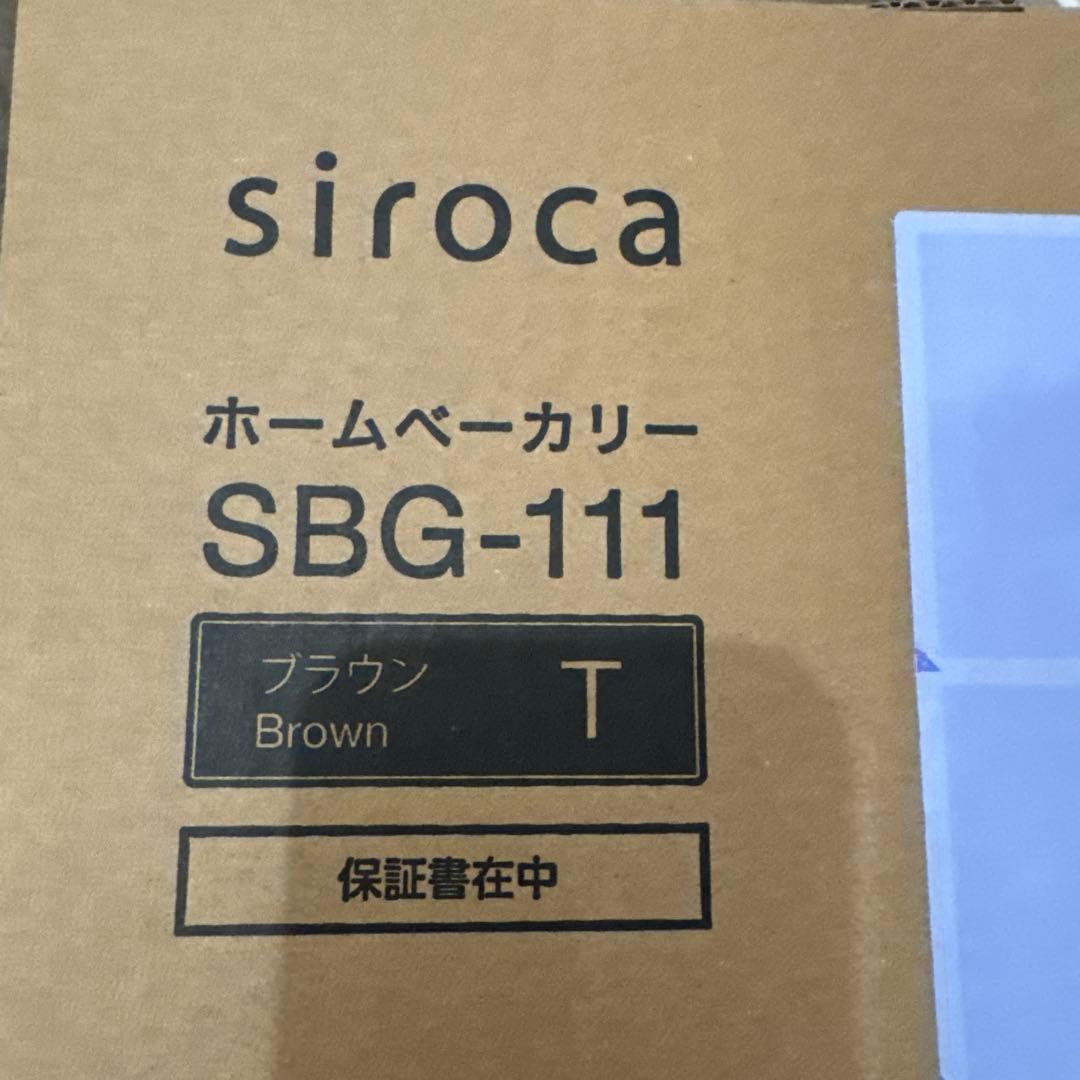 siroca
ホームベーカリー
SBG-111
ブラウン
Brown
T
保証書在中